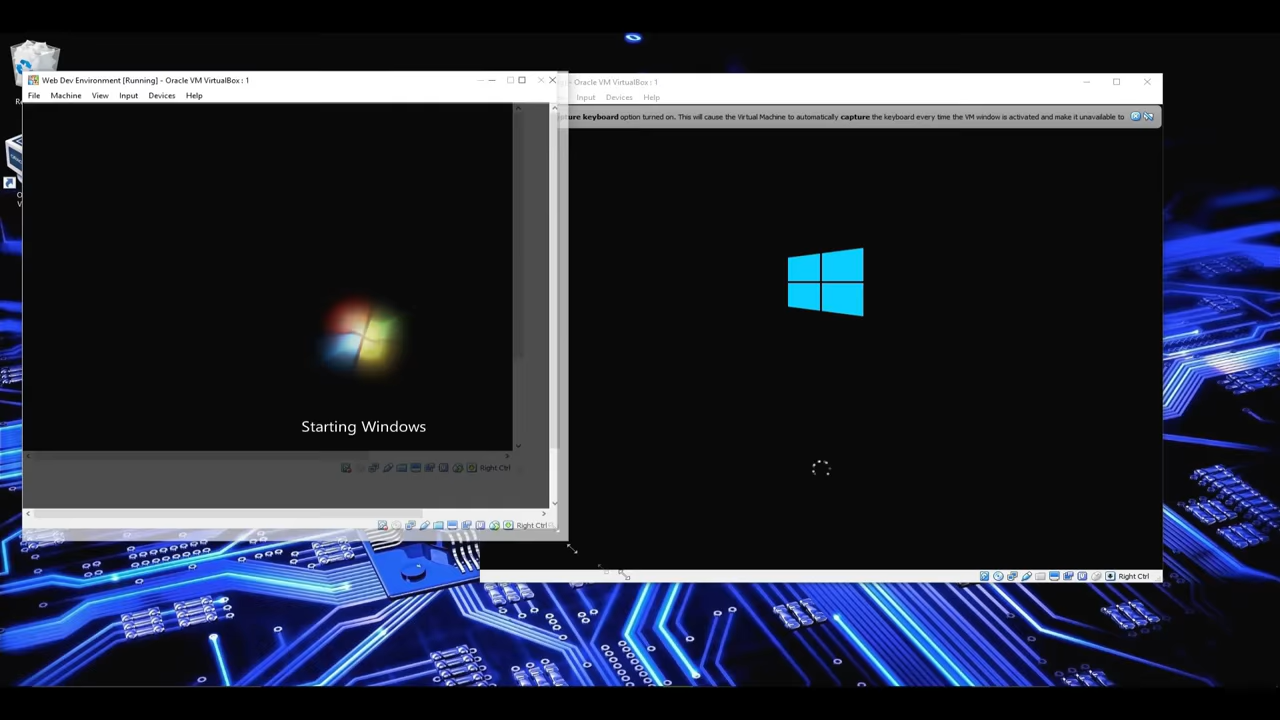 Web Dev Environment [Running] - Oracle VM VirtualBox : 1
File Machine View Input Devices Help
Starting Windows
Right Ctrl
Right Ctrl
- Oracle VM VirtualBox : 1
Input Devices Help
pture keyboard option turned on. This will cause the Virtual Machine to automatically capture the keyboard every time the VM window is activated and make it unavailable to
Right Ctrl